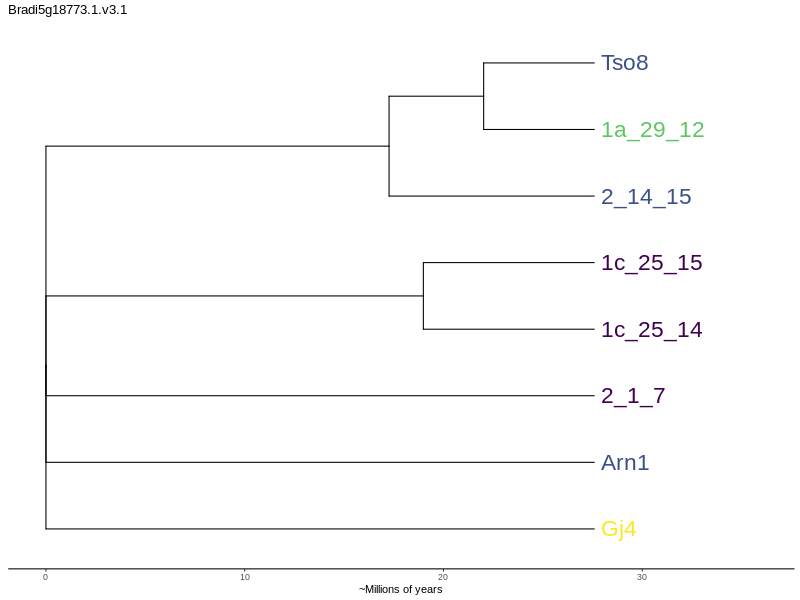 Bradi5g18773.1.v3.1
Tso8
1a_29_12
2_14_15
1c_25_15
1c_25_14
2_1_7
Arn1
Gj4
0 10 20 30
~Millions of years